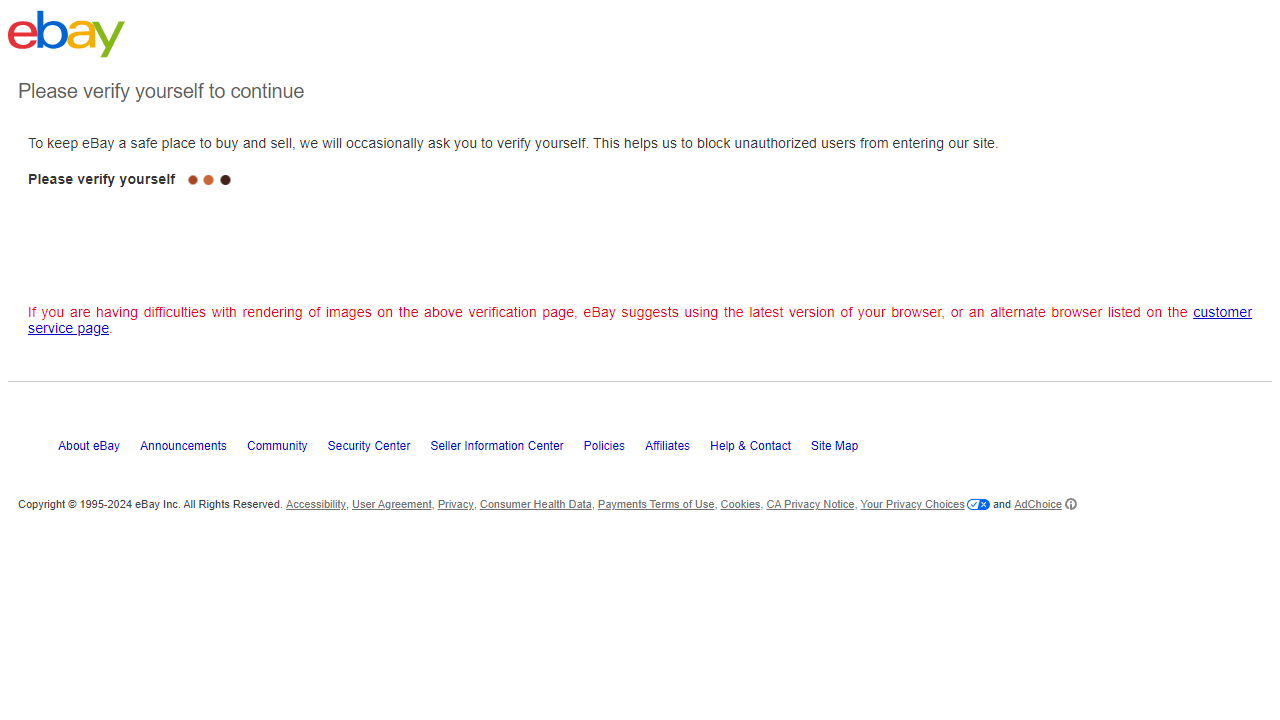 ebay
Please verify yourself to continue
To keep eBay a safe place to buy and sell, we will occasionally ask you to verify yourself. This helps us to block unauthorized users from entering our site.
Please verify yourself
If you are having difficulties with rendering of images on the above verification page, eBay suggests using the latest version of your browser, or an alternate browser listed on the customer
service page.
About eBay Announcements Community Security Center Seller Information Center Policies Affiliates Help & Contact Site Map
Copyright © 1995-2024 eBay Inc. All Rights Reserved. Accessibility, User Agreement, Privacy, Consumer Health Data, Payments Terms of Use, Cookies, CA Privacy Notice, Your Privacy Choices and AdChoice